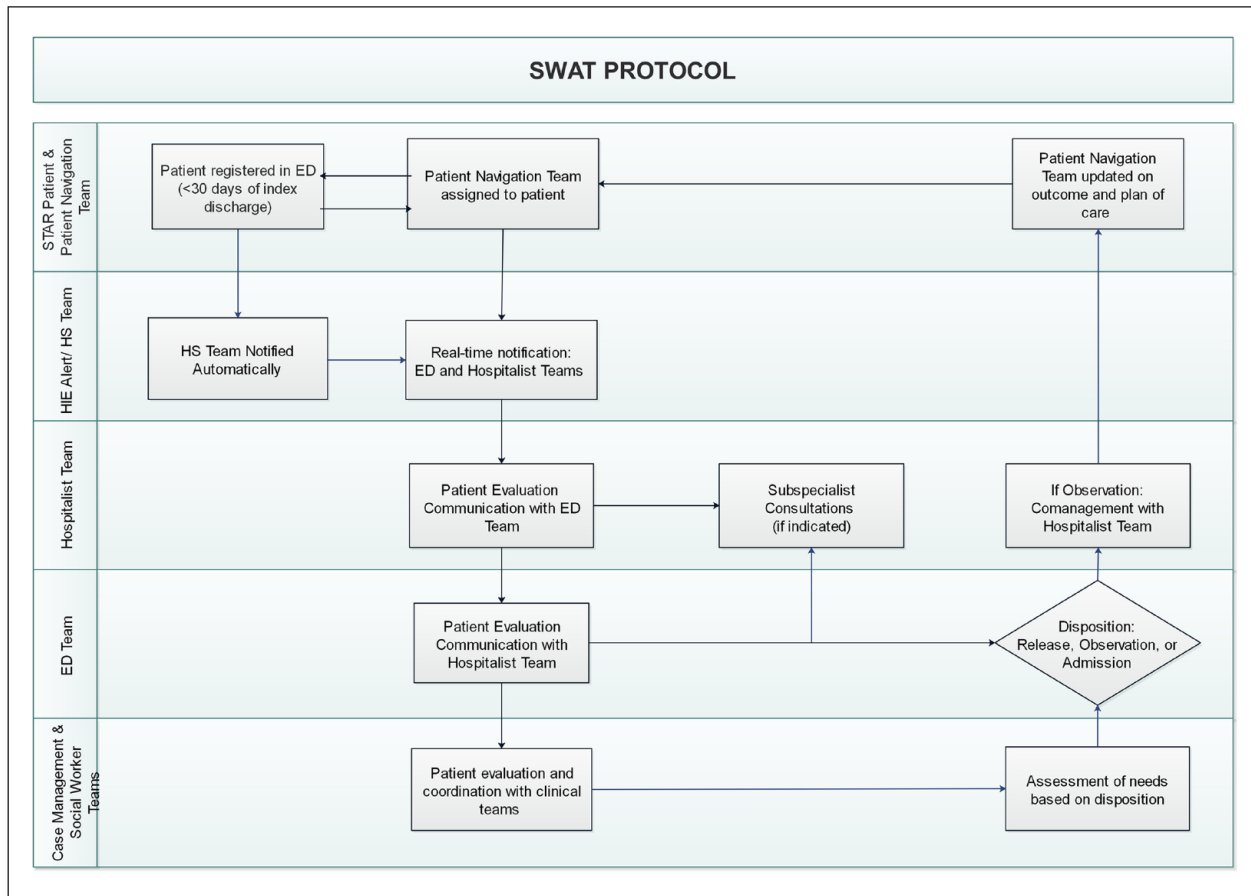 SWAT PROTOCOL
STAR Patient &
Patient Navigation
Team
Patient registered in ED
(<30 days of index
discharge)
Patient Navigation Team
assigned to patient
Patient Navigation
Team updated on
outcome and plan of
care
HIE Alert/ HS Team
HS Team Notified
Automatically
Real-time notification:
ED and Hospitalist Teams
Hospitalist Team
Patient Evaluation
Communication with ED
Team
Subspecialist
Consultations
(if indicated)
If Observation:
Comanagement with
Hospitalist Team
ED Team
Patient Evaluation
Communication with
Hospitalist Team
Disposition:
Release, Observation, or
Admission
Case Management &
Social Worker
Teams
Patient evaluation and
coordination with clinical
teams
Assessment of needs
based on disposition